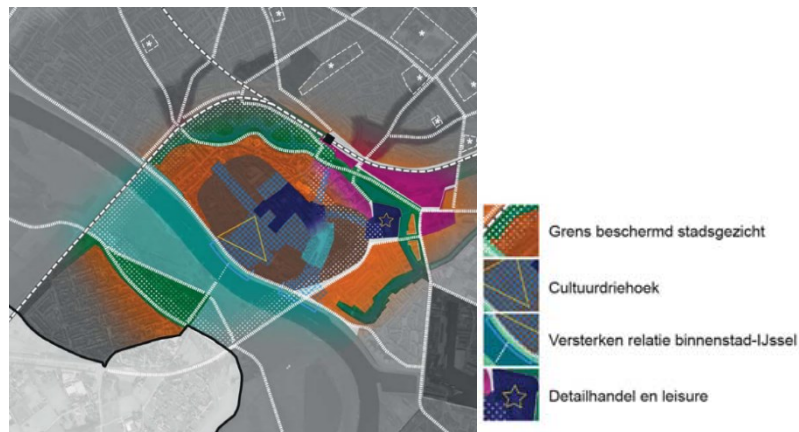 Grens beschermd stadsgezicht
Cultuurdriehoek
Versterken relatie binnenstad-IJssel
Detailhandel en leisure